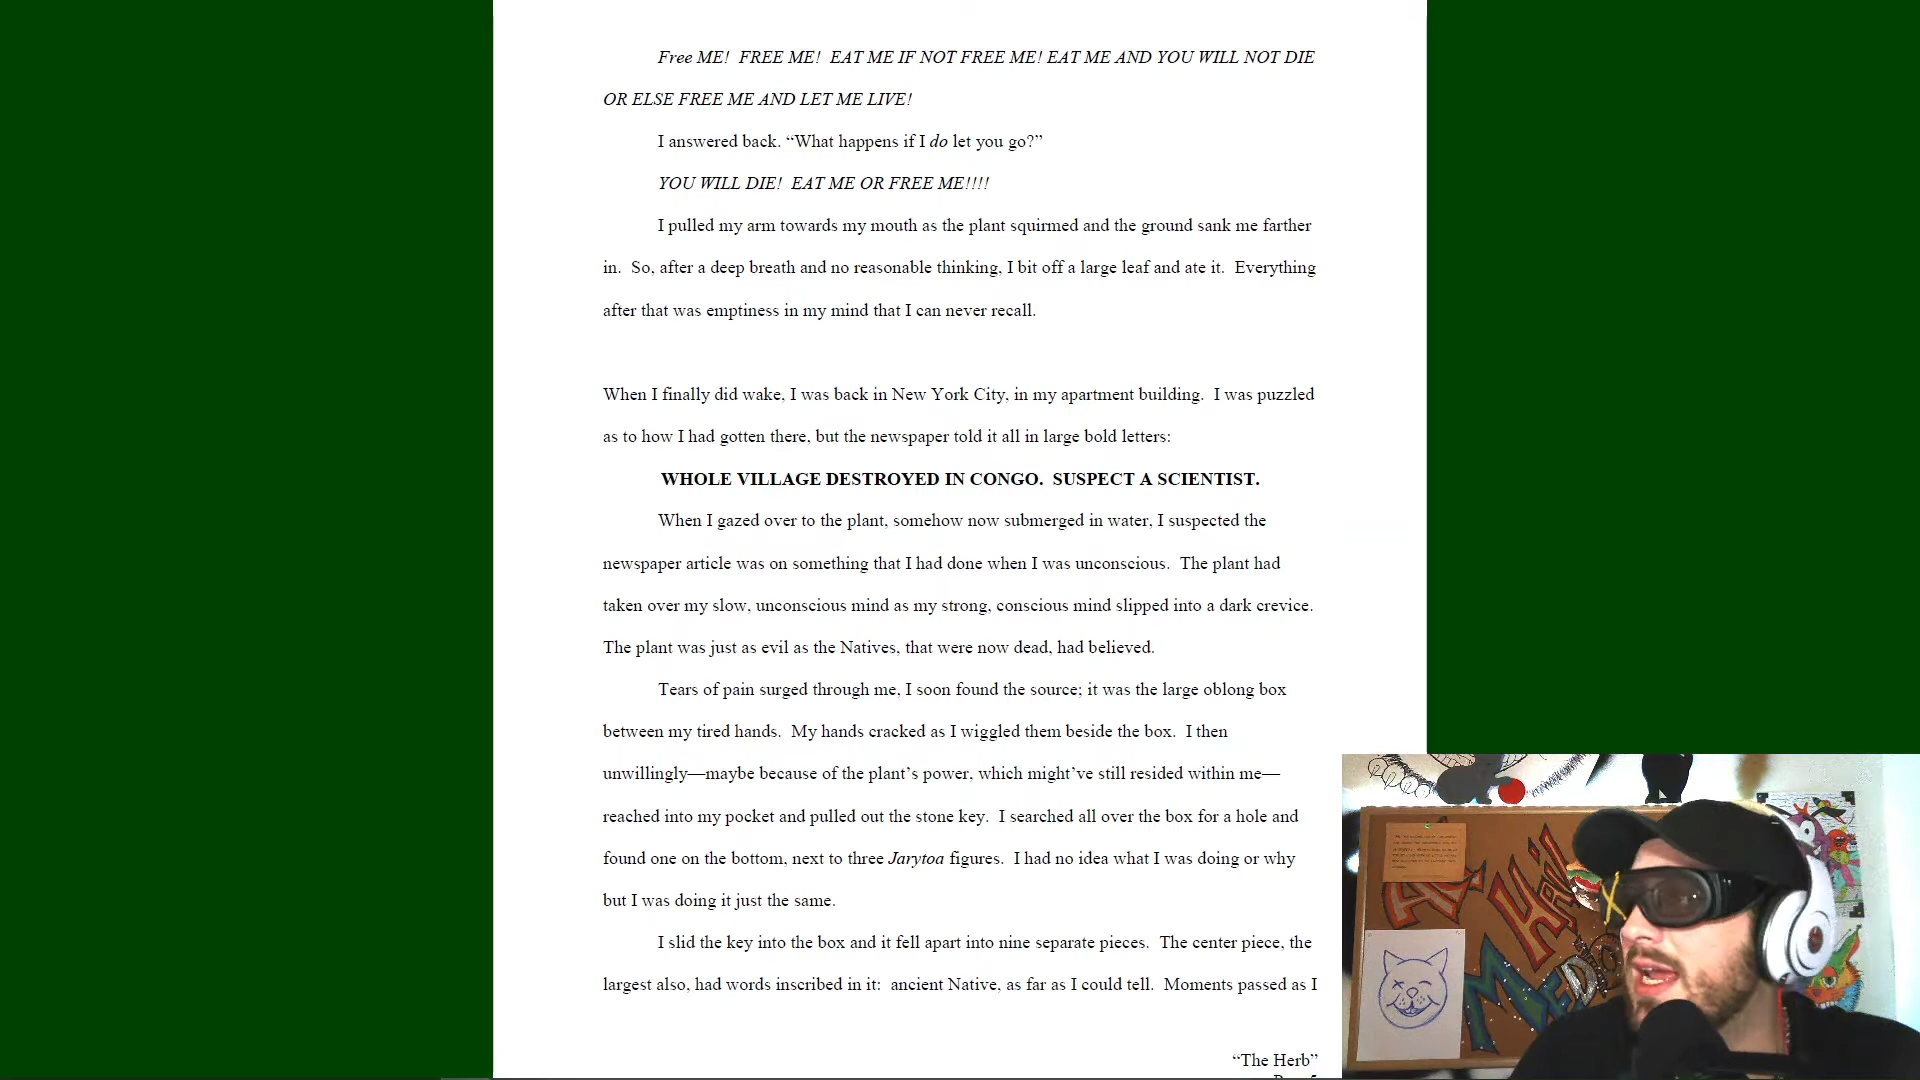 Free ME!  FREE ME!  EAT ME IF NOT FREE ME! EAT ME AND YOU WILL NOT DIE
OR ELSE FREE ME AND LET ME LIVE!
I answered back. “What happens if I do let you go?”
YOU WILL DIE!  EAT ME OR FREE ME!!!!
I pulled my arm towards my mouth as the plant squirmed and the ground sank me farther
in.  So, after a deep breath and no reasonable thinking, I bit off a large leaf and ate it.  Everything
after that was emptiness in my mind that I can never recall.
When I finally did wake, I was back in New York City, in my apartment building.  I was puzzled
as to how I had gotten there, but the newspaper told it all in large bold letters:
WHOLE VILLAGE DESTROYED IN CONGO.  SUSPECT A SCIENTIST.
When I gazed over to the plant, somehow now submerged in water, I suspected the
newspaper article was on something that I had done when I was unconscious.  The plant had
taken over my slow, unconscious mind as my strong, conscious mind slipped into a dark crevice.
The plant was just as evil as the Natives, that were now dead, had believed.
Tears of pain surged through me, I soon found the source; it was the large oblong box
between my tired hands.  My hands cracked as I wiggled them beside the box.  I then
unwillingly—maybe because of the plant’s power, which might’ve still resided within me—
reached into my pocket and pulled out the stone key.  I searched all over the box for a hole and
found one on the bottom, next to three Jarytoa figures.  I had no idea what I was doing or why
but I was doing it just the same.
I slid the key into the box and it fell apart into nine separate pieces.  The center piece, the
largest also, had words inscribed in it:  ancient Native, as far as I could tell.  Moments passed as I
“The Herb”